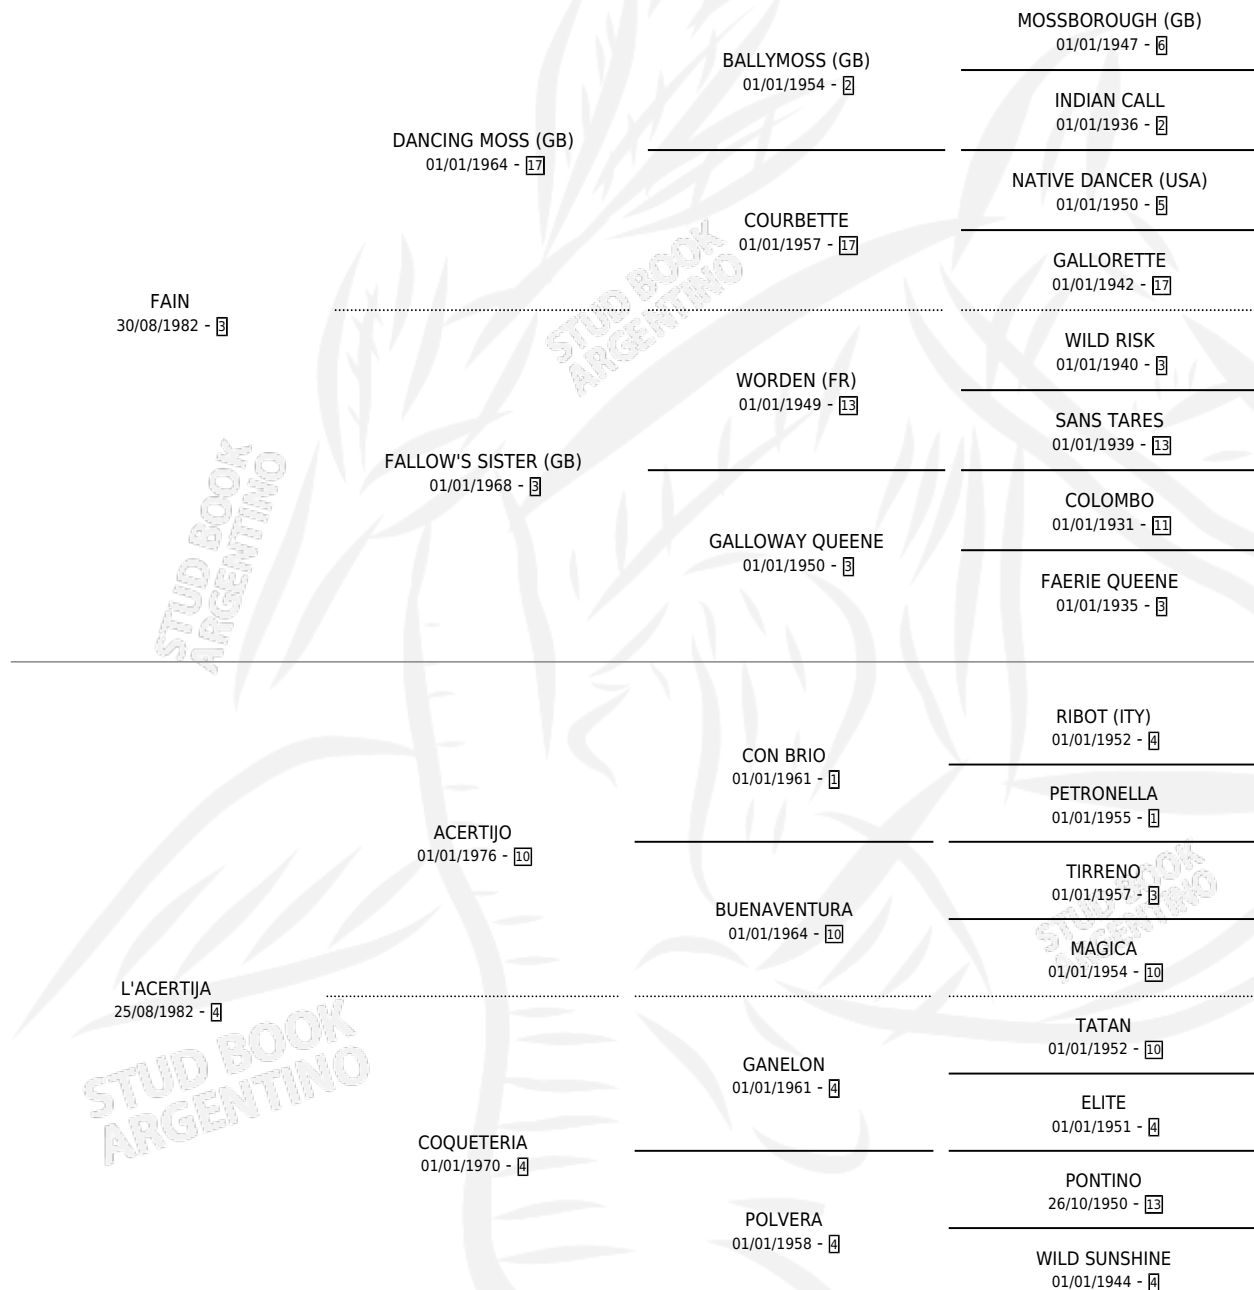 MOSSBOROUGH (GB)
01/01/1947 - 6
BALLYMOSS (GB)
01/01/1954 - 2
INDIAN CALL
01/01/1936 - 2
DANCING MOSS (GB)
01/01/1964 - 17
NATIVE DANCER (USA)
01/01/1950 - 5
COURBETTE
01/01/1957 - 17
GALLORETTE
01/01/1942 - 17
FAIN
30/08/1982 - 3
STUD BOOK
ARGENTINO
WILD RISK
01/01/1940 - 3
WORDEN (FR)
01/01/1949 - 13
SANS TARES
01/01/1939 - 13
FALLOW'S SISTER (GB)
01/01/1968 - 3
COLOMBO
01/01/1931 - 11
GALLOWAY QUEENE
01/01/1950 - 3
FAERIE QUEENE
01/01/1935 - 3
STUD BOOK
ARGENTINO
RIBOT (ITY)
01/01/1952 - 4
CON BRIO
01/01/1961 - 1
PETRONELLA
01/01/1955 - 1
ACERTIJO
01/01/1976 - 10
TIRRENO
01/01/1957 - 3
BUENAVENTURA
01/01/1964 - 10
MAGICA
01/01/1954 - 10
STUD BOOK
ARGENTINO
L'ACERTIJA
25/08/1982 - 4
TATAN
01/01/1952 - 10
GANELON
01/01/1961 - 4
ELITE
01/01/1951 - 4
STUD BOOK
ARGENTINO
COQUETERIA
01/01/1970 - 4
PONTINO
26/10/1950 - 13
POLVERA
01/01/1958 - 4
WILD SUNSHINE
01/01/1944 - 4